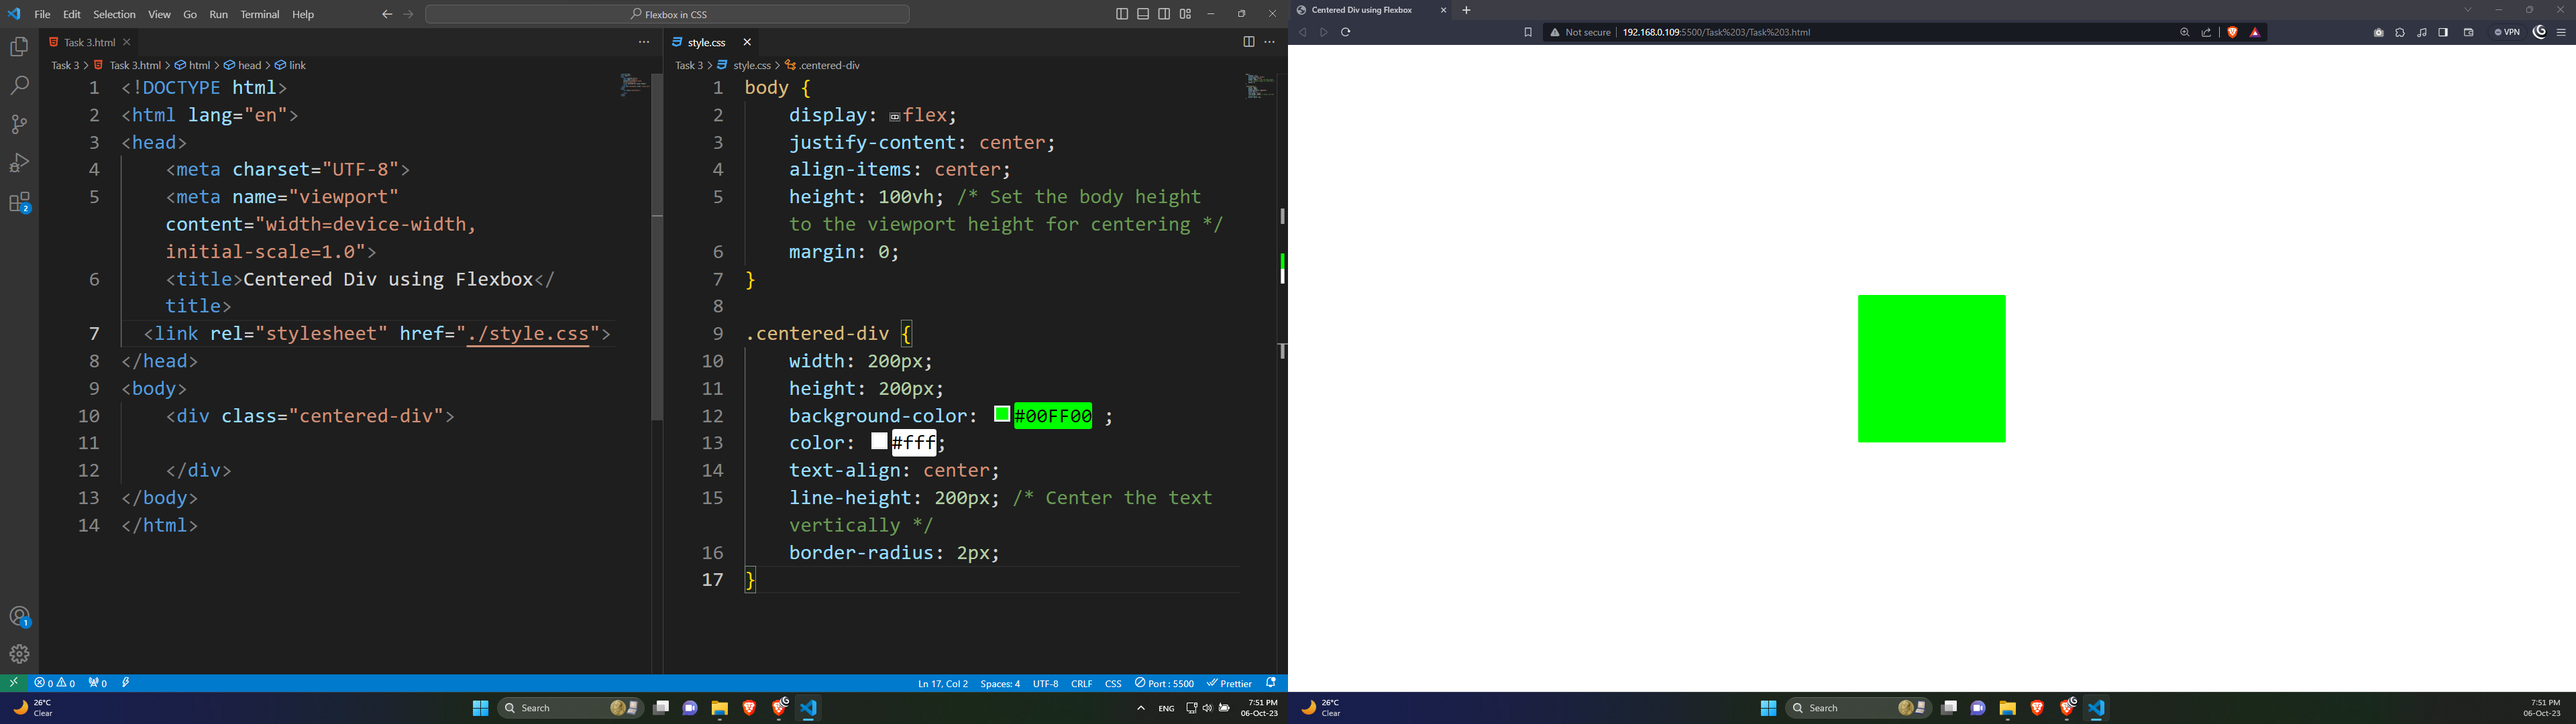 File Edit Selection View Go Run Terminal Help
Flexbox in CSS
Task 3.html
Task 3 > Task 3.html > html > head > link
1 <!DOCTYPE html>
2 <html lang="en">
3 <head>
4 <meta charset="UTF-8">
5 <meta name="viewport"
content="width=device-width,
initial-scale=1.0">
6 <title>Centered Div using Flexbox</
title>
7 <link rel="stylesheet" href="./style.css">
8 </head>
9 <body>
10 <div class="centered-div">
11
12 </div>
13 </body>
14 </html>
style.css
Task 3 > style.css > .centered-div
1 body {
2 display: flex;
3 justify-content: center;
4 align-items: center;
5 height: 100vh; /* Set the body height
to the viewport height for centering */
6 margin: 0;
7 }
8
9 .centered-div {
10 width: 200px;
11 height: 200px;
12 background-color: #00FF00 ;
13 color: #fff;
14 text-align: center;
15 line-height: 200px; /* Center the text
vertically */
16 border-radius: 2px;
17 }
2
1
0 0 0
Ln 17, Col 2 Spaces: 4 UTF-8 CRLF CSS Port : 5500 Prettier
26°C
Clear
Search
ENG
7:51 PM
06-Oct-23
Centered Div using Flexbox
Not secure 192.168.0.109:5500/Task%203/Task%203.html
VPN
26°C
Clear
Search
7:51 PM
06-Oct-23